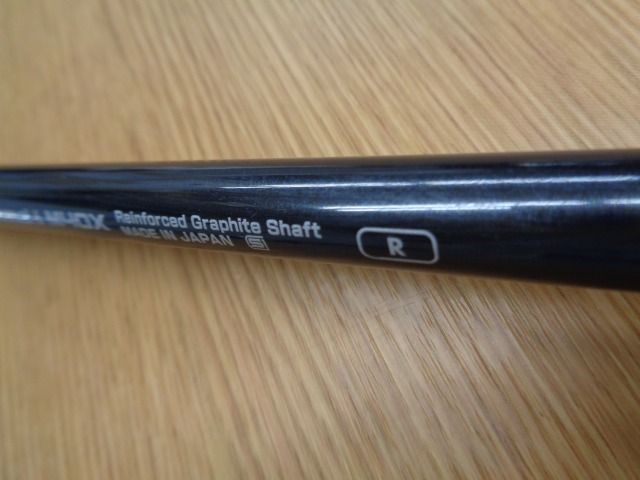 Reinforced Graphite Shaft
MADE IN JAPAN
R